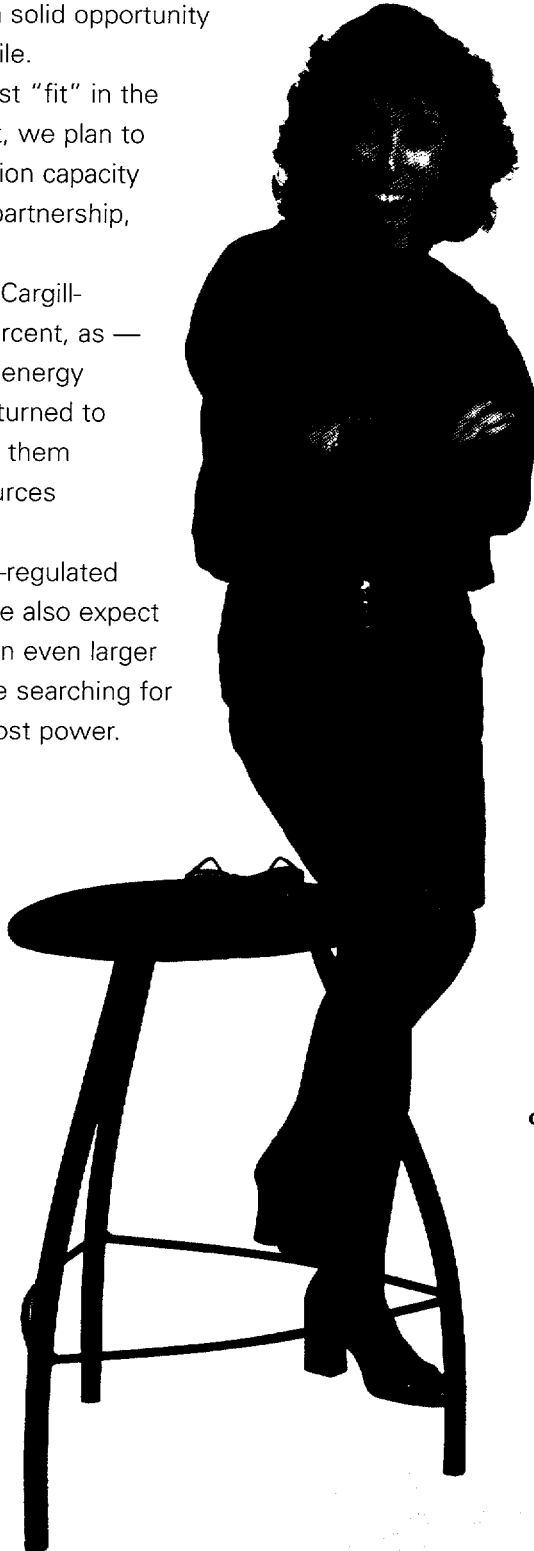 solid opportunity
ile.
st “fit” in the
, we plan to
ion capacity
partnership,
Cargill-
rcent, as —
energy
turned to
them
urces
-regulated
e also expect
n even larger
e searching for
ost power.